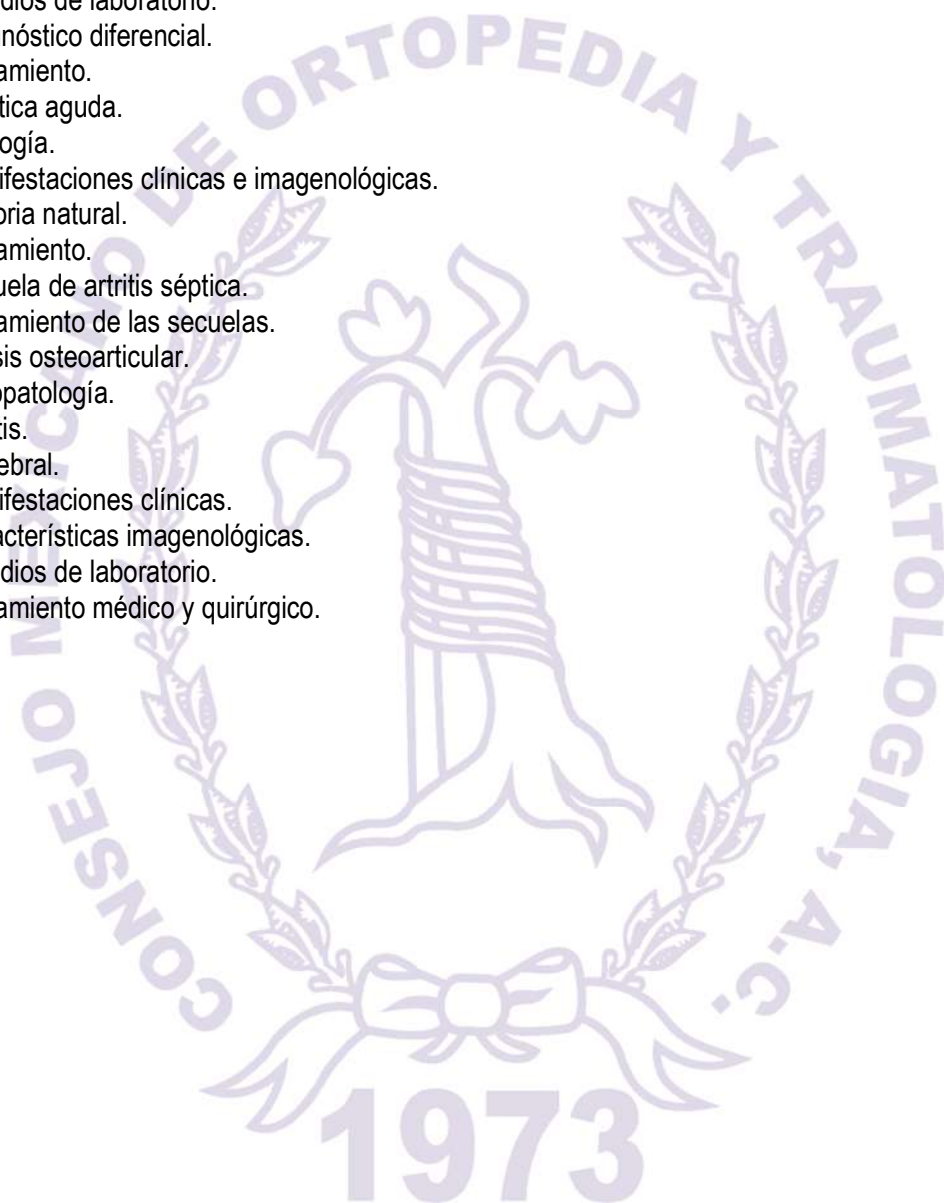 dios de laboratorio.
nóstico diferencial.
amiento.
tica aguda.
ogía.
ifestaciones clínicas e imagenológicas.
oria natural.
amiento.
uela de artritis séptica.
amiento de las secuelas.
sis osteoarticular.
opatología.
tis.
ebral.
ifestaciones clínicas.
acterísticas imagenológicas.
dios de laboratorio.
amiento médico y quirúrgico.
CONSEJO MEXICANO DE ORTOPEDIA Y TRAUMATOLOGIA, A.C.
1973